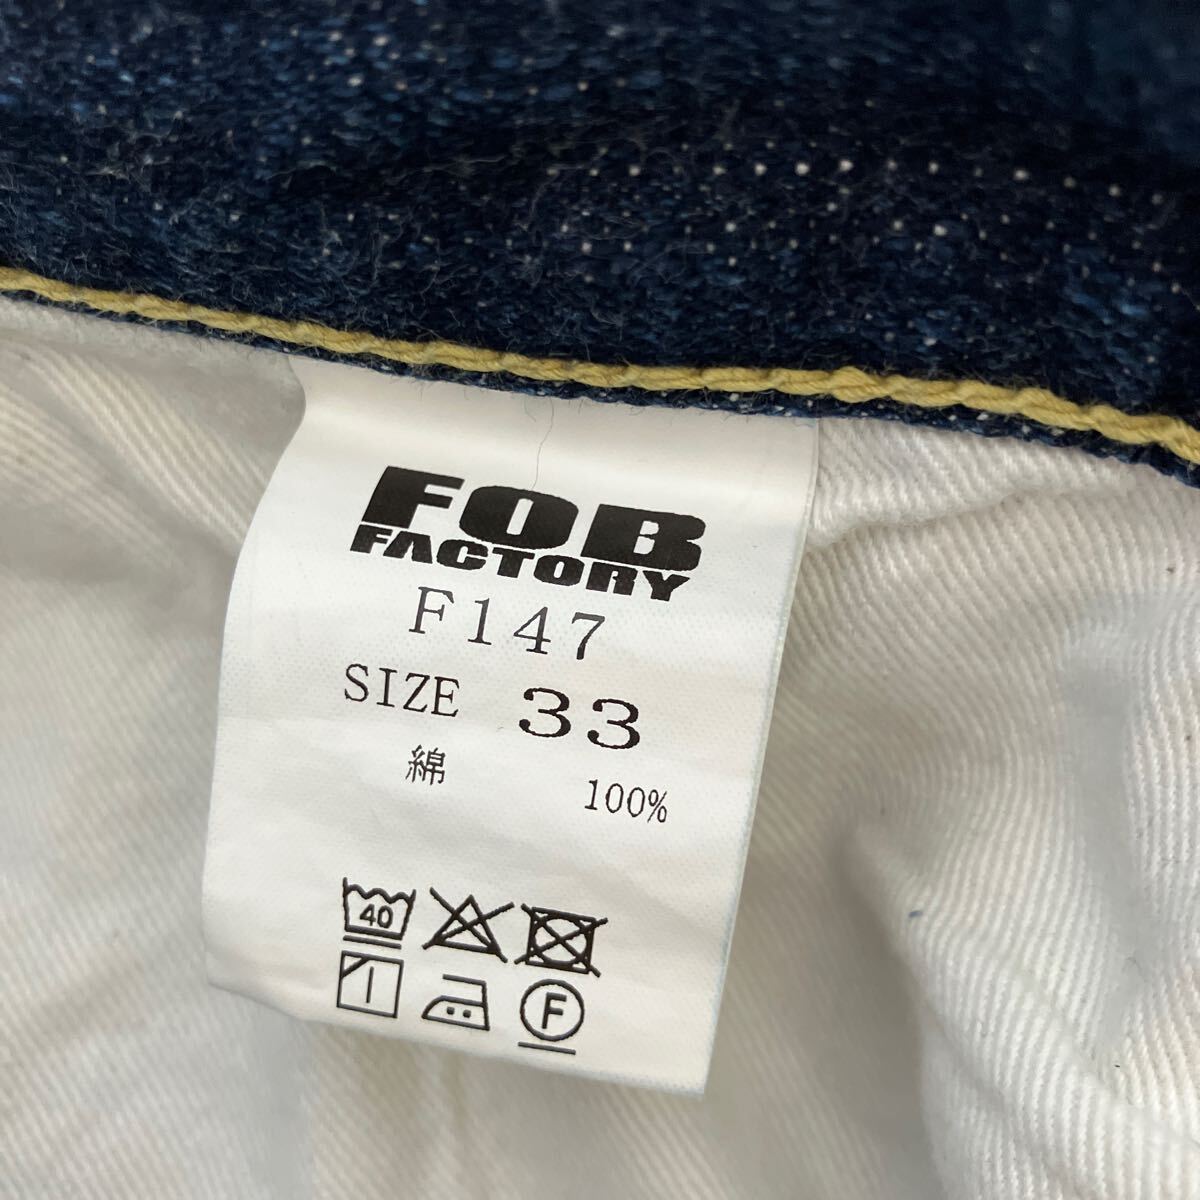 FOB
FACTORY
F147
SIZE 33
綿 100%
40
F